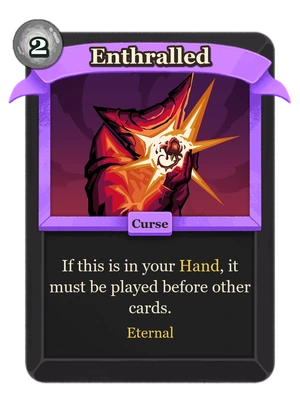 2
Enthralled
Curse
If this is in your Hand, it
must be played before other
cards.
Eternal